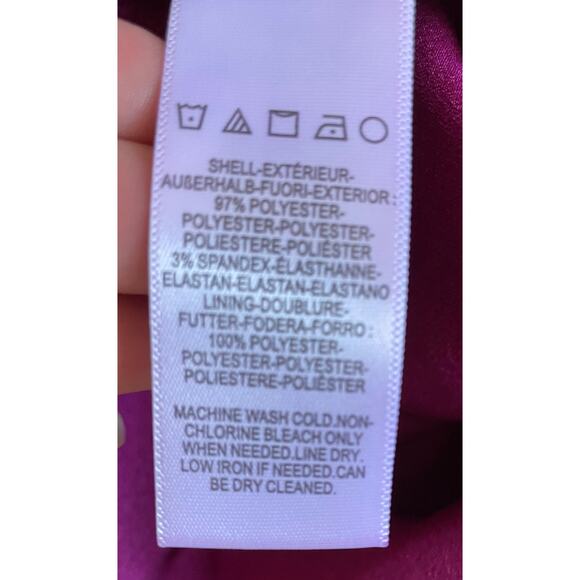 SHELL-EXTÉRIEUR-
AUßERHALB-FUORI-EXTERIOR :
97% POLYESTER-
POLYESTER-POLYESTER-
POLIESTERE-POLIÉSTER
3% SPANDEX-ÉLASTHANNE-
ELASTAN-ELASTAN-ELASTANO
LINING-DOUBLURE-
FUTTER-FODERA-FORRO :
100% POLYESTER-
POLYESTER-POLYESTER-
POLIESTERE-POLIÉSTER
MACHINE WASH COLD.NON-
CHLORINE BLEACH ONLY
WHEN NEEDED.LINE DRY.
LOW IRON IF NEEDED.CAN
BE DRY CLEANED.